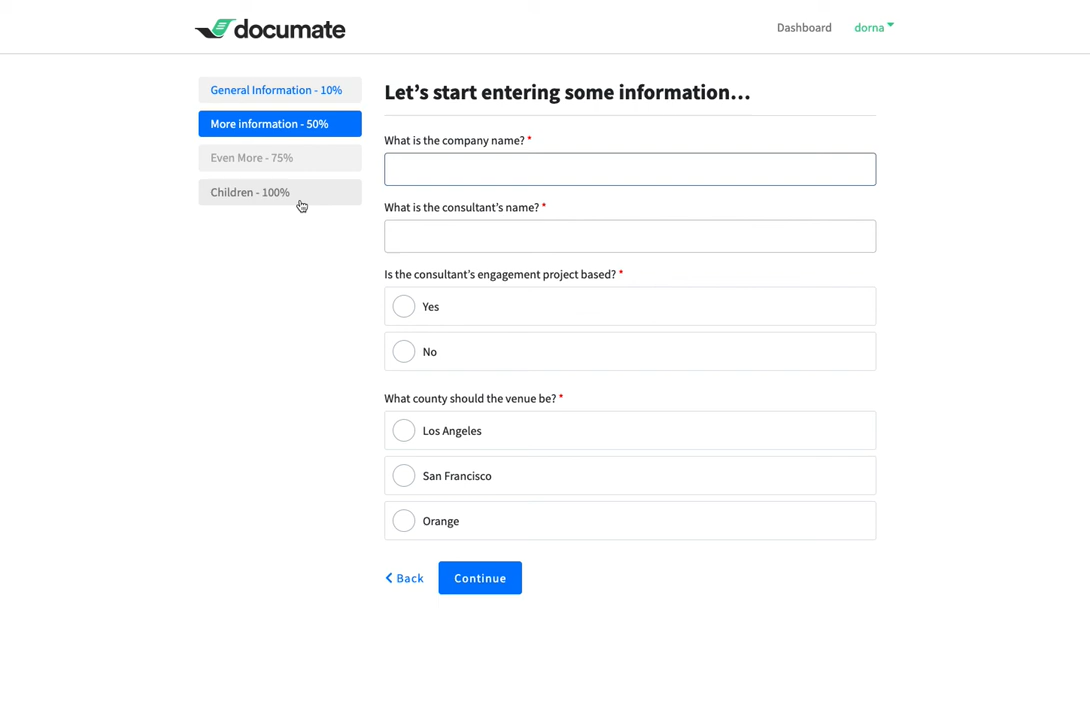 documate
Dashboard
dorna
General Information - 10%
More information - 50%
Even More - 75%
Children - 100%
Let’s start entering some information...
What is the company name? *
What is the consultant’s name? *
Is the consultant’s engagement project based? *
Yes
No
What county should the venue be? *
Los Angeles
San Francisco
Orange
Back
Continue